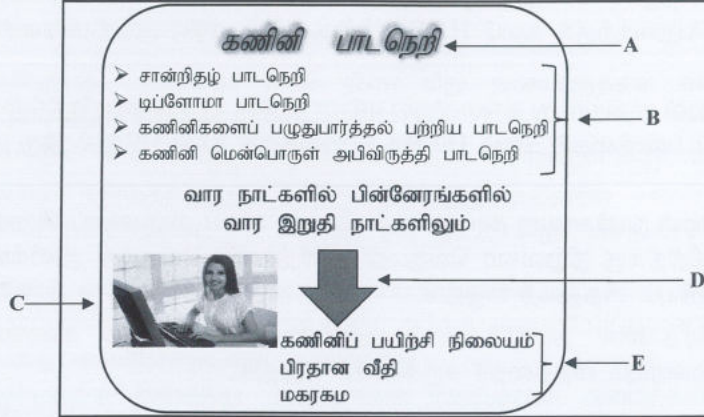 கணினி பாடநெறி
A
➢ சான்றிதழ் பாடநெறி
➢ டிப்ளோமா பாடநெறி
➢ கணினிகளைப் பழுதுபார்த்தல் பற்றிய பாடநெறி
➢ கணினி மென்பொருள் அபிவிருத்தி பாடநெறி
B
வார நாட்களில் பின்னேரங்களில்
வார இறுதி நாட்களிலும்
C
D
கணினிப் பயிற்சி நிலையம்
பிரதான வீதி
மகரகம
E